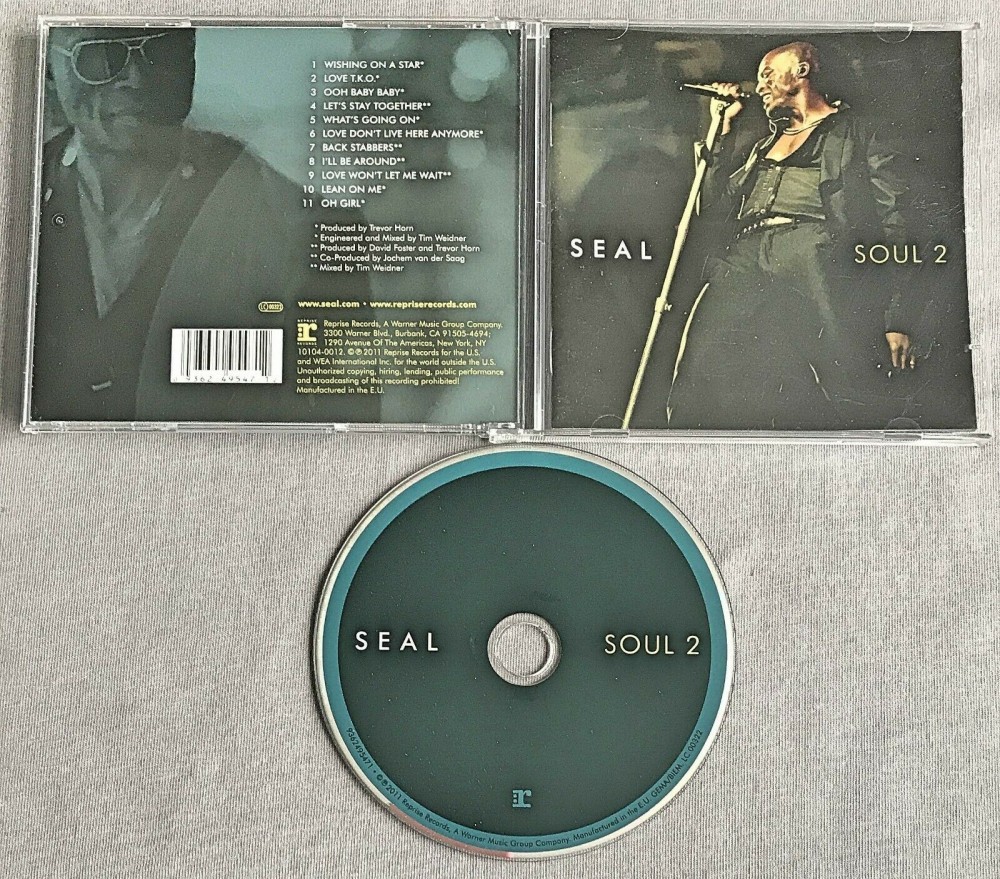 1 WISHING ON A STAR*
2 LOVE T.K.O.*
3 OOH BABY BABY*
4 LET'S STAY TOGETHER**
5 WHAT'S GOING ON*
6 LOVE DON'T LIVE HERE ANYMORE*
7 BACK STABBERS**
8 I'LL BE AROUND**
9 LOVE WON'T LET ME WAIT**
10 LEAN ON ME*
11 OH GIRL*
* Produced by Trevor Horn
* Engineered and Mixed by Tim Weidner
** Produced by David Foster and Trevor Horn
** Co-Produced by Jochem van der Saag
** Mixed by Tim Weidner
www.seal.com • www.repriserecords.com
Reprise Records, A Warner Music Group Company.
3300 Warner Blvd., Burbank, CA 91505-4694;
1290 Avenue Of The Americas, New York, NY
10104-0012. ©℗ 2011 Reprise Records for the U.S.
and WEA International Inc. for the world outside the U.S.
Unauthorized copying, hiring, lending, public performance
and broadcasting of this recording prohibited!
Manufactured in the E.U.
SEAL
SOUL 2
SEAL
SOUL 2
9362495471 • ©℗ 2011 Reprise Records, A Warner Music Group Company. Manufactured in the E.U. GEMA/BIEM. LC 00322
r